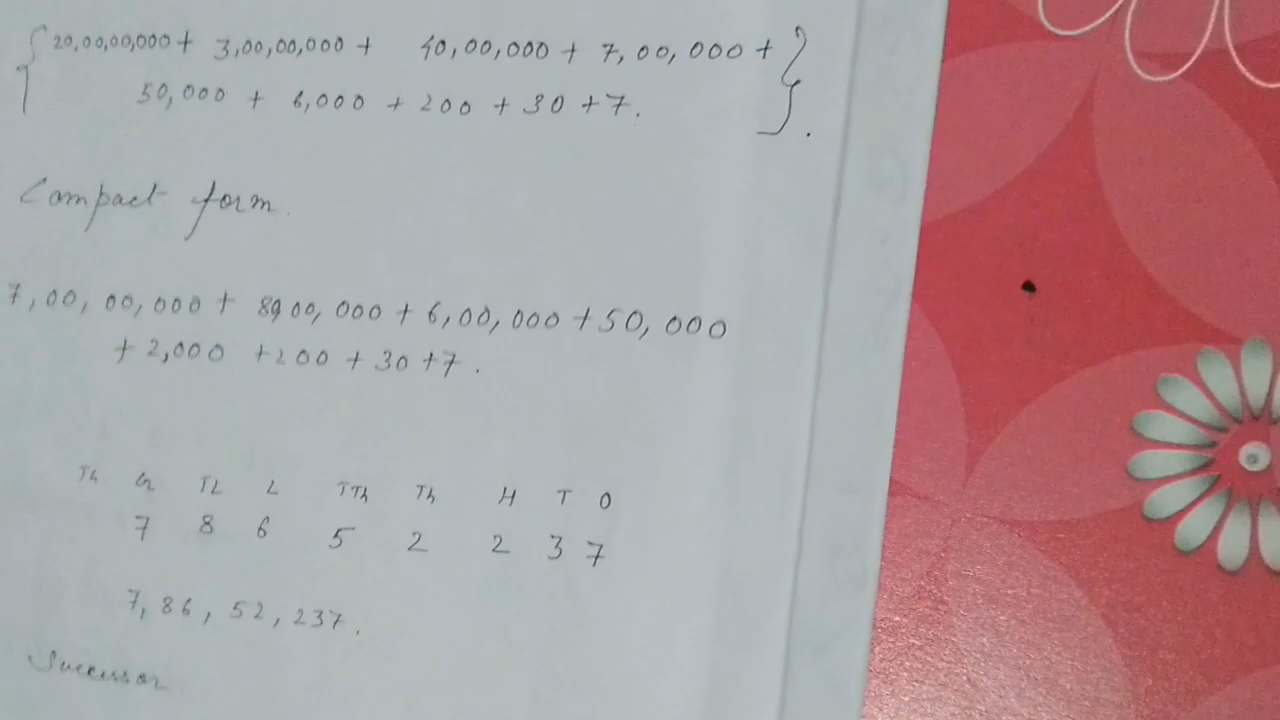 20,00,00,000 + 3,00,00,000 + 40,00,000 + 7,00,000 +
50,000 + 6,000 + 200 + 30 + 7.
Compact form.
7,00,00,000 + 80,00,000 + 6,00,000 + 50,000
+ 2,000 + 200 + 30 + 7.
C TL L TTh Th H T O
7 8 6 5 2 2 3 7
7,86,52,237.
Sucessor